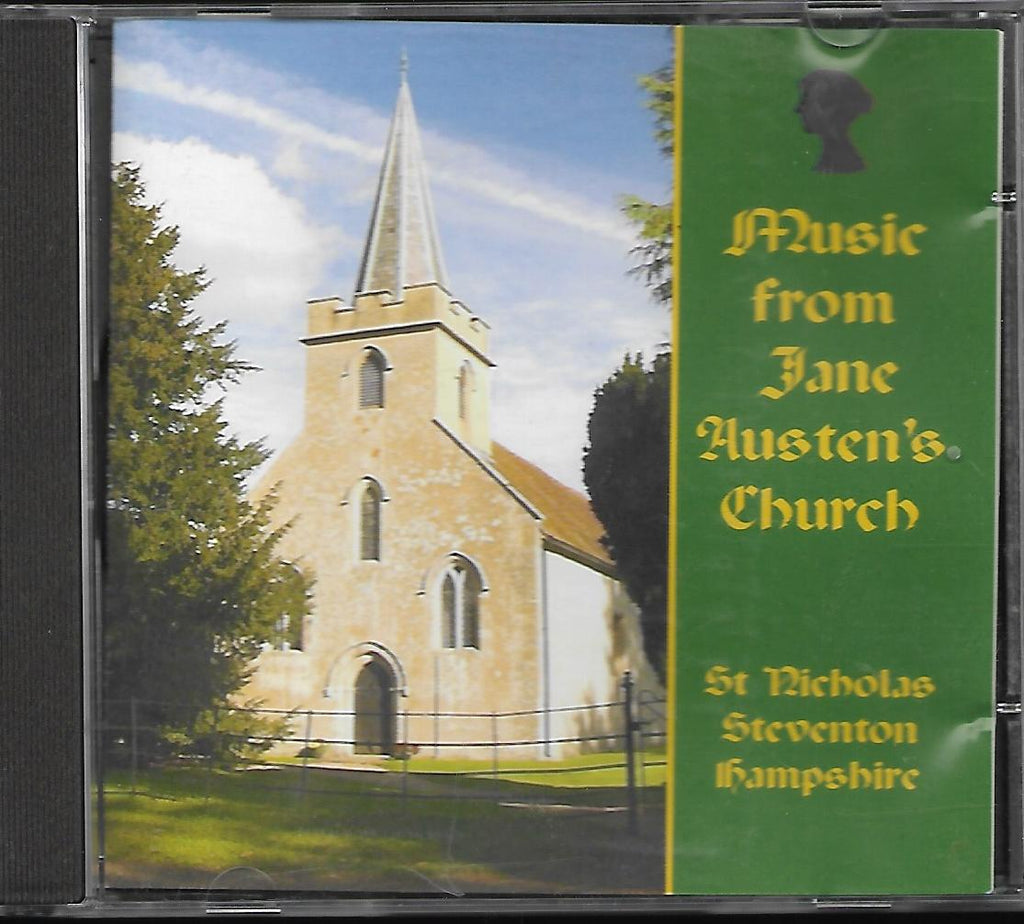 Music
from
Jane
Austen's
Church
St Nicholas
Steventon
Hampshire